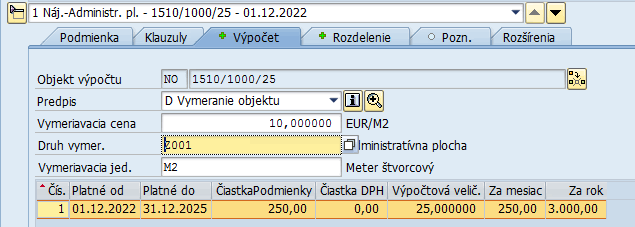 1 Náj.-Administr. pl. - 1510/1000/25 - 01.12.2022
Podmienka Klauzuly Výpočet Rozdelenie Pozn. Rozšírenia
Objekt výpočtu NO 1510/1000/25
Predpis D Vymeranie objektu
Vymeriavacia cena 10,000000 EUR/M2
Druh vymer. Z001 lministratívna plocha
Vymeriavacia jed. M2 Meter štvorcový
Čís. Platné od Platné do ČiastkaPodmienky Čiastka DPH Výpočtová velič. Za mesiac Za rok
1 01.12.2022 31.12.2025 250,00 0,00 25,000000 250,00 3.000,00